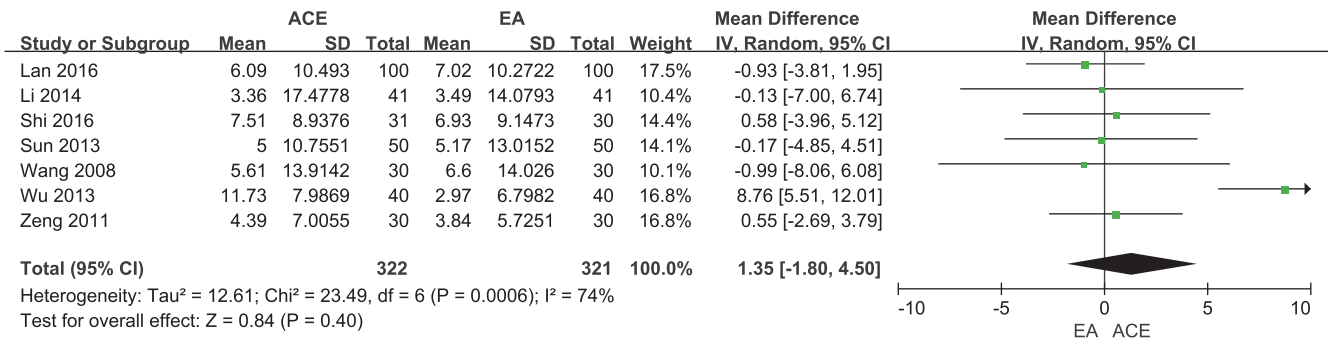 ACE EA Mean Difference Mean Difference
Study or Subgroup Mean SD Total Mean SD Total Weight IV, Random, 95% CI IV, Random, 95% CI
Lan 2016 6.09 10.493 100 7.02 10.2722 100 17.5% -0.93 [-3.81, 1.95]
Li 2014 3.36 17.4778 41 3.49 14.0793 41 10.4% -0.13 [-7.00, 6.74]
Shi 2016 7.51 8.9376 31 6.93 9.1473 30 14.4% 0.58 [-3.96, 5.12]
Sun 2013 5 10.7551 50 5.17 13.0152 50 14.1% -0.17 [-4.85, 4.51]
Wang 2008 5.61 13.9142 30 6.6 14.026 30 10.1% -0.99 [-8.06, 6.08]
Wu 2013 11.73 7.9869 40 2.97 6.7982 40 16.8% 8.76 [5.51, 12.01]
Zeng 2011 4.39 7.0055 30 3.84 5.7251 30 16.8% 0.55 [-2.69, 3.79]
Total (95% CI) 322 321 100.0% 1.35 [-1.80, 4.50]
Heterogeneity: Tau² = 12.61; Chi² = 23.49, df = 6 (P = 0.0006); I² = 74%
Test for overall effect: Z = 0.84 (P = 0.40)
-10 -5 0 5 10
EA ACE